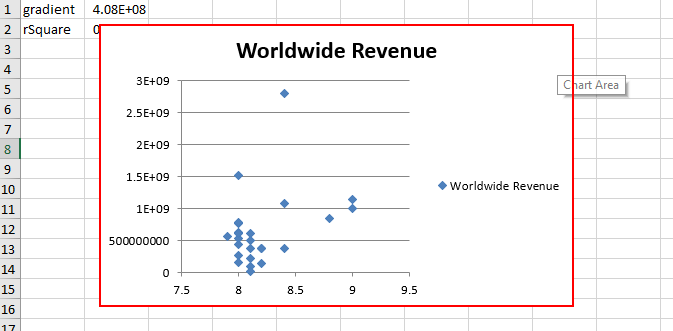 1 gradient 4.08E+08
2 rSquare 0
Worldwide Revenue
3
4
5
6
7
8
9
10
11
12
13
14
15
16
17
Chart Area
3E+09
2.5E+09
2E+09
1.5E+09
1E+09
500000000
0
7.5 8 8.5 9 9.5
Worldwide Revenue